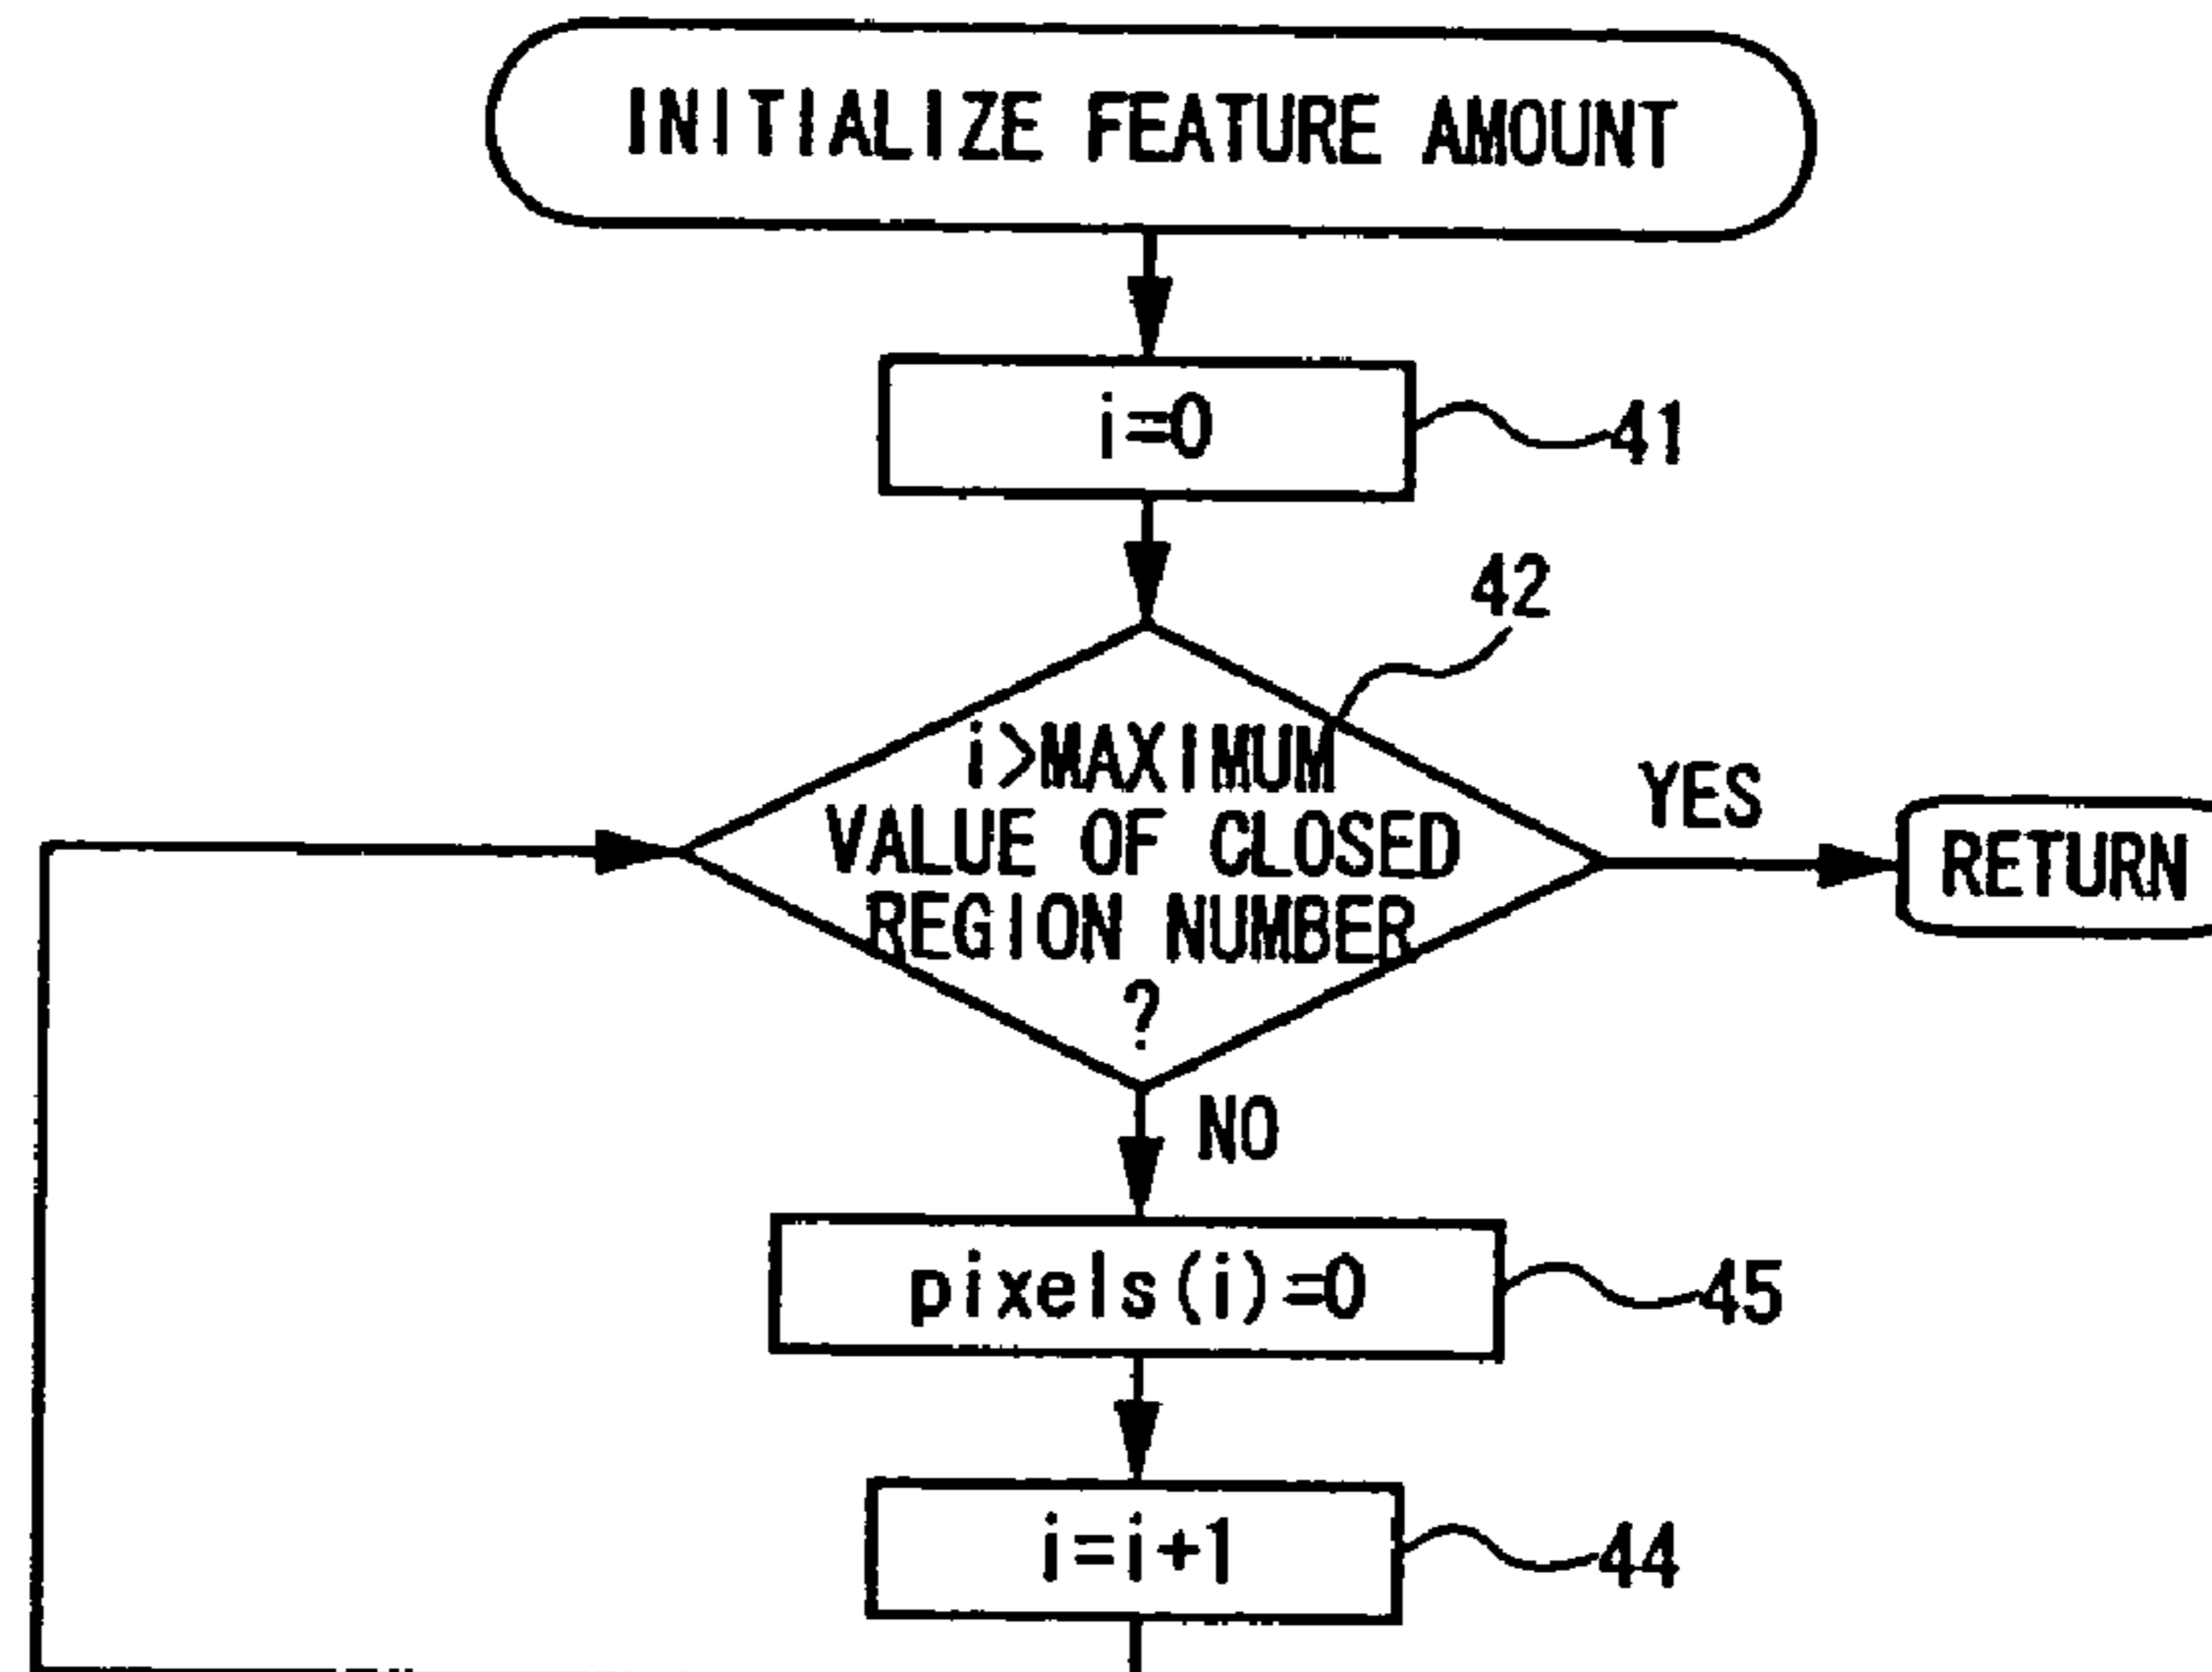 INITIALIZE FEATURE AMOUNT
i=0
41
42
i>MAXIMUM
VALUE OF CLOSED
REGION NUMBER
?
YES
RETURN
NO
pixels(i)=0
45
i=i+1
44